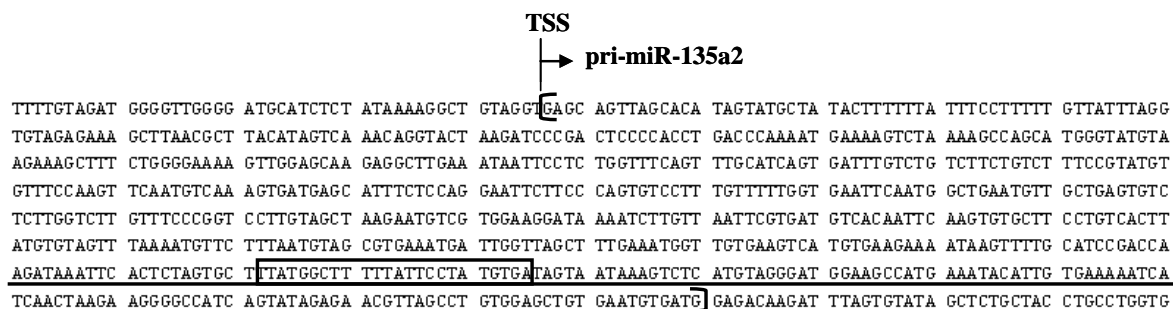 TSS
pri-miR-135a2
TTTTGTAGAT GGGGTTGGGG ATGCATCTCT ATAAAAGGCT GTAGGTGAGC AGTTAGCACA TAGTATGCTA TACTTTTTTA TTTCCTTTTT GTTATTTAGG
TGTAGAGAAA GCTTAACGCT TACATAGTCA AACAGGTACT AAGATCCCGA CTCCCCACCT GACCCAAAAT GAAAAGTCTA AAAGCCAGCA TGGGTATGTA
AGAAAGCTTT CTGGGGAAAA GTTGGAGCAA GAGGCTTGAA ATAATTCCTC TGGTTTCAGT TTGCATCAGT GATTTGTCTG TCTTCTGTCT TTCCGTATGT
GTTTCCAAGT TCAATGTCAA AGTGATGAGC ATTTCTCCAG GAATTCTTCC CAGTGTCCTT TGTTTTTGGT GAATTCAATG GCTGAATGTT GCTGAGTGTC
TCTTGGTCTT GTTTCCCGGT CCTTGTAGCT AAGAATGTCG TGGAAGGATA AAATCTTGTT AATTCGTGAT GTCACAATTC AAGTGTGCTT CCTGTCACTT
ATGTGTAGTT TAAAATGTTC TTTAATGTAG CGTGAAATGA TTGGTTAGCT TTGAAATGGT TGTGAAGTCA TGTGAAGAAA ATAAGTTTTG CATCCGACCA
AGATAAATTC ACTCTAGTGC TTTATGGCTT TTTATTCCTA TGTGATAGTA ATAAAGTCTC ATGTAGGGAT GGAAGCCATG AAATACATTG TGAAAAATCA
TCAACTAAGA AGGGGCCATC AGTATAGAGA ACGTTAGCCT GTGGAGCTGT GAATGTGATG GAGACAAGAT TTAGTGTATA GCTCTGCTAC CTGCCTGGTG